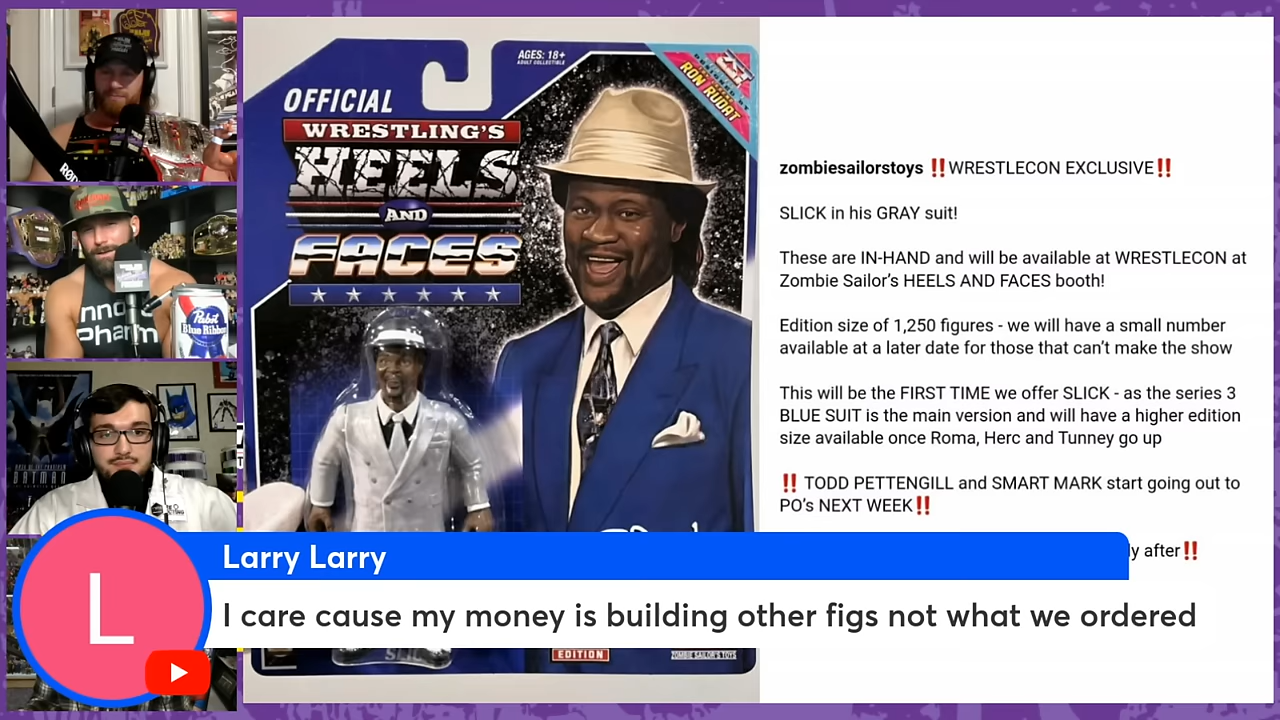 OFFICIAL
WRESTLING'S
HEELS
AND
FACES
AGES: 18+
ADULT COLLECTIBLE
RON RUDAT
EDITION
ZOMBIE SAILOR'S TOYS
zombiesailorstoys ‼️WRESTLECON EXCLUSIVE‼️
SLICK in his GRAY suit!
These are IN-HAND and will be available at WRESTLECON at
Zombie Sailor's HEELS AND FACES booth!
Edition size of 1,250 figures - we will have a small number
available at a later date for those that can't make the show
This will be the FIRST TIME we offer SLICK - as the series 3
BLUE SUIT is the main version and will have a higher edition
size available once Roma, Herc and Tunney go up
‼️ TODD PETTENGILL and SMART MARK start going out to
PO's NEXT WEEK‼️
ly after‼️
Pabst
Blue Ribbon
BATMAN
L
Larry Larry
I care cause my money is building other figs not what we ordered